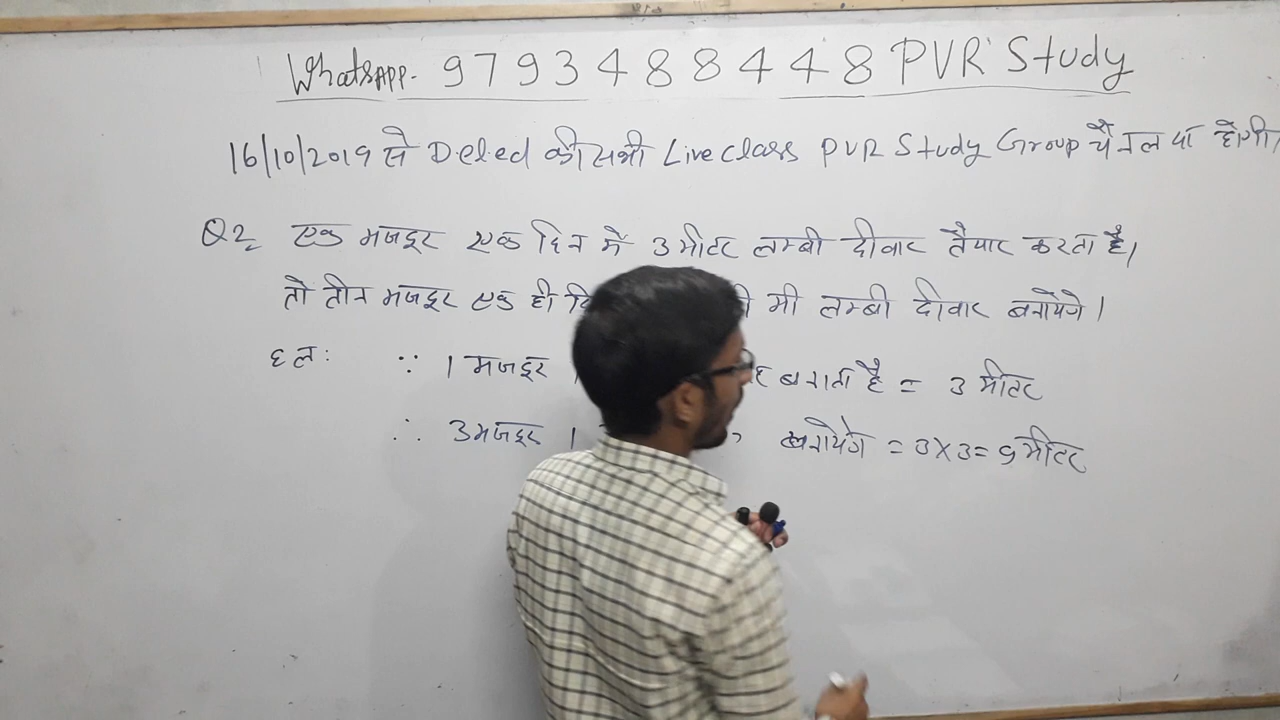 WhatsAPP- 9793488448 PVR Study
16/10/2019 से Deled की सभी Live class PVR Study Group चैनल पर होगी।
Q2 एक मजदूर एक दिन में 3 मीटर लम्बी दीवार तैयार करता है।
तो तीन मजदूर एक ही मी लम्बी दीवार बनायेंगे।
हलः ∵ 1 मजदूर बनाता है = 3 मीटर
∴ 3 मजदूर 1 बनायेंगे = 3×3 = 9 मीटर